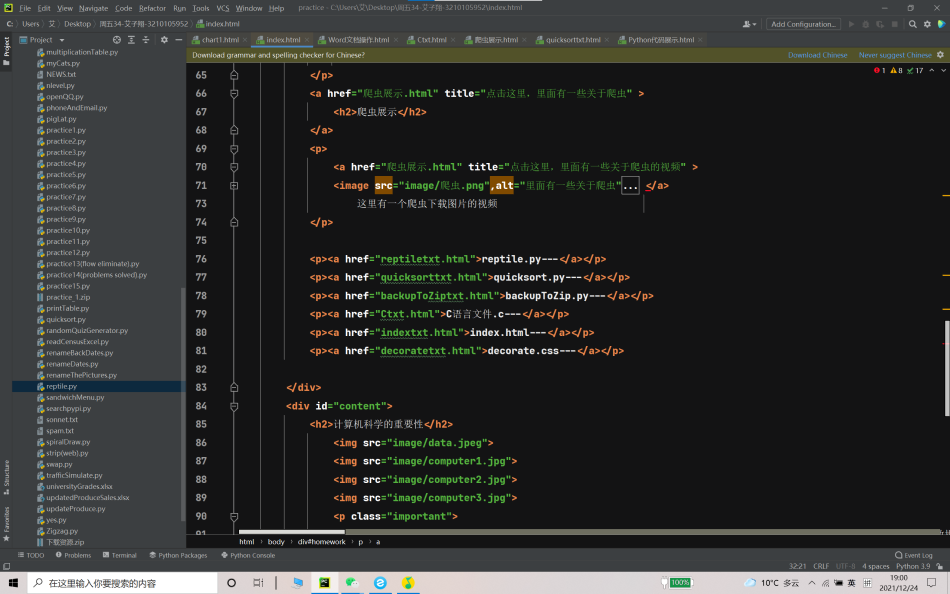 File Edit View Navigate Code Refactor Run Tools VCS Window Help practice - C:\Users\艾\Desktop\周五34-艾子翔-3210105952\index.html
C: Users 艾 Desktop 周五34-艾子翔-3210105952 index.html
Add Configuration...
Project
chart1.html index.html Word文档操作.html Ctxt.html 爬虫展示.html quicksorttxt.html Python代码展示.html
Download grammar and spelling checker for Chinese?
Download Chinese Never suggest Chinese
1 8 17
multiplicationTable.py
myCats.py
NEWS.txt
nlevel.py
openQQ.py
phoneAndEmail.py
pigLat.py
practice1.py
practice2.py
practice3.py
practice4.py
practice5.py
practice6.py
practice7.py
practice8.py
practice9.py
practice10.py
practice11.py
practice12.py
practice13(flow eliminate).py
practice14(problems solved).py
practice15.py
practice_1.zip
printTable.py
quicksort.py
randomQuizGenerator.py
readCensusExcel.py
renameBackDates.py
renameDates.py
renameThePictures.py
reptile.py
sandwichMenu.py
searchpypi.py
sonnet.txt
spam.txt
spiralDraw.py
strip(web).py
swap.py
trafficSimulate.py
univerityGrades.xlsx
updatedProduceSales.xlsx
updateProduce.py
yes.py
Zigzag.py
下载资源.zip
Project
Structure
Favorites
65 </p>
66 <a href="爬虫展示.html" title="点击这里，里面有一些关于爬虫" >
67 <h2>爬虫展示</h2>
68 </a>
69 <p>
70 <a href="爬虫展示.html" title="点击这里，里面有一些关于爬虫的视频" >
71 <image src="image/爬虫.png",alt="里面有一些关于爬虫"... </a>
73 这里有一个爬虫下载图片的视频
74 </p>
75
76 <p><a href="reptiletxt.html">reptile.py---</a></p>
77 <p><a href="quicksorttxt.html">quicksort.py---</a></p>
78 <p><a href="backupToZiptxt.html">backupToZip.py---</a></p>
79 <p><a href="Ctxt.html">C语言文件.c---</a></p>
80 <p><a href="indextxt.html">index.html---</a></p>
81 <p><a href="decoratetxt.html">decorate.css---</a></p>
82
83 </div>
84 <div id="content">
85 <h2>计算机科学的重要性</h2>
86 <img src="image/data.jpeg">
87 <img src="image/computer1.jpg">
88 <img src="image/computer2.jpg">
89 <img src="image/computer3.jpg">
90 <p class="important">
91
html body div#homework p a
TODO Problems Terminal Python Packages Python Console Event Log
32:21 CRLF UTF-8 4 spaces Python 3.9
在这里输入你要搜索的内容
100% 10°C 多云 英 19:00
2021/12/24